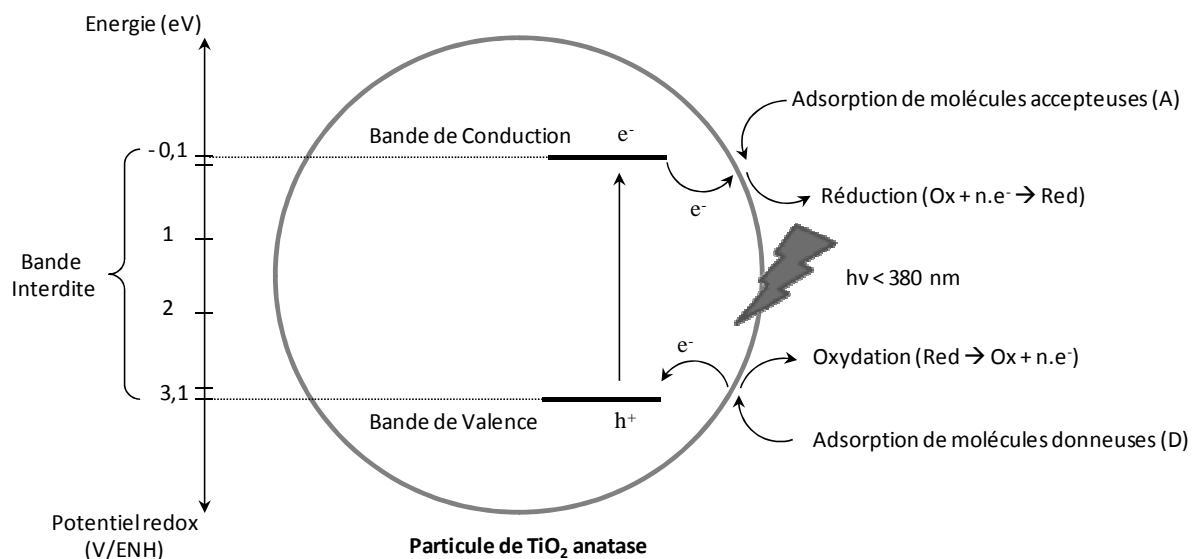 Energie (eV)
Adsorption de molécules accepteuses (A)
Bande de Conduction
e-
- 0,1
Réduction (Ox + n.e- → Red)
e-
1
Bande
Interdite
hν < 380 nm
2
e-
Oxydation (Red → Ox + n.e-)
3,1
Bande de Valence
h+
Adsorption de molécules donneuses (D)
Potentiel redox
(V/ENH)
Particule de TiO2 anatase